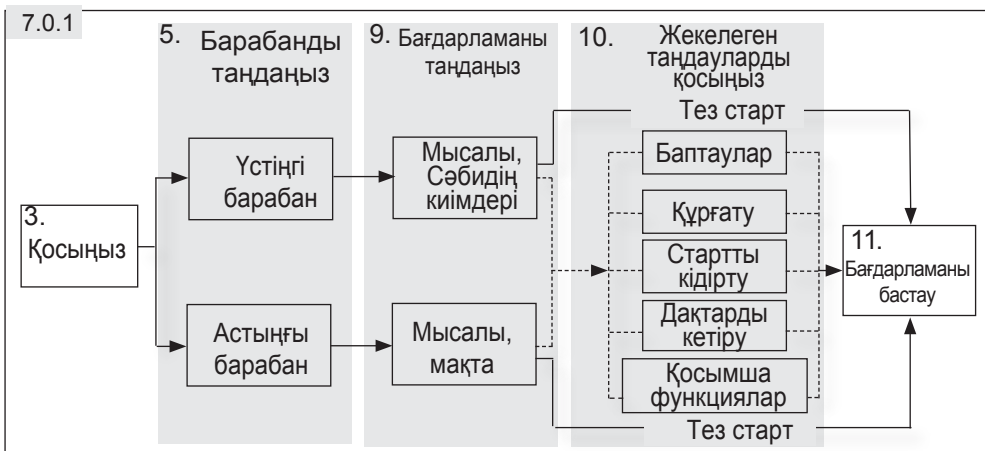 7.0.1
3.
Қосыңыз
5. Барабанды
таңдаңыз
Үстіңгі
барабан
Астыңғы
барабан
9. Бағдарламаны
таңдаңыз
Мысалы,
Сәбидің
киімдері
Мысалы,
мақта
10. Жекелеген
таңдауларды
қосыңыз
Тез старт
Баптаулар
Құрғату
Стартты
кідірту
Дақтарды
кетіру
Қосымша
функциялар
Тез старт
11.
Бағдарламаны
бастау